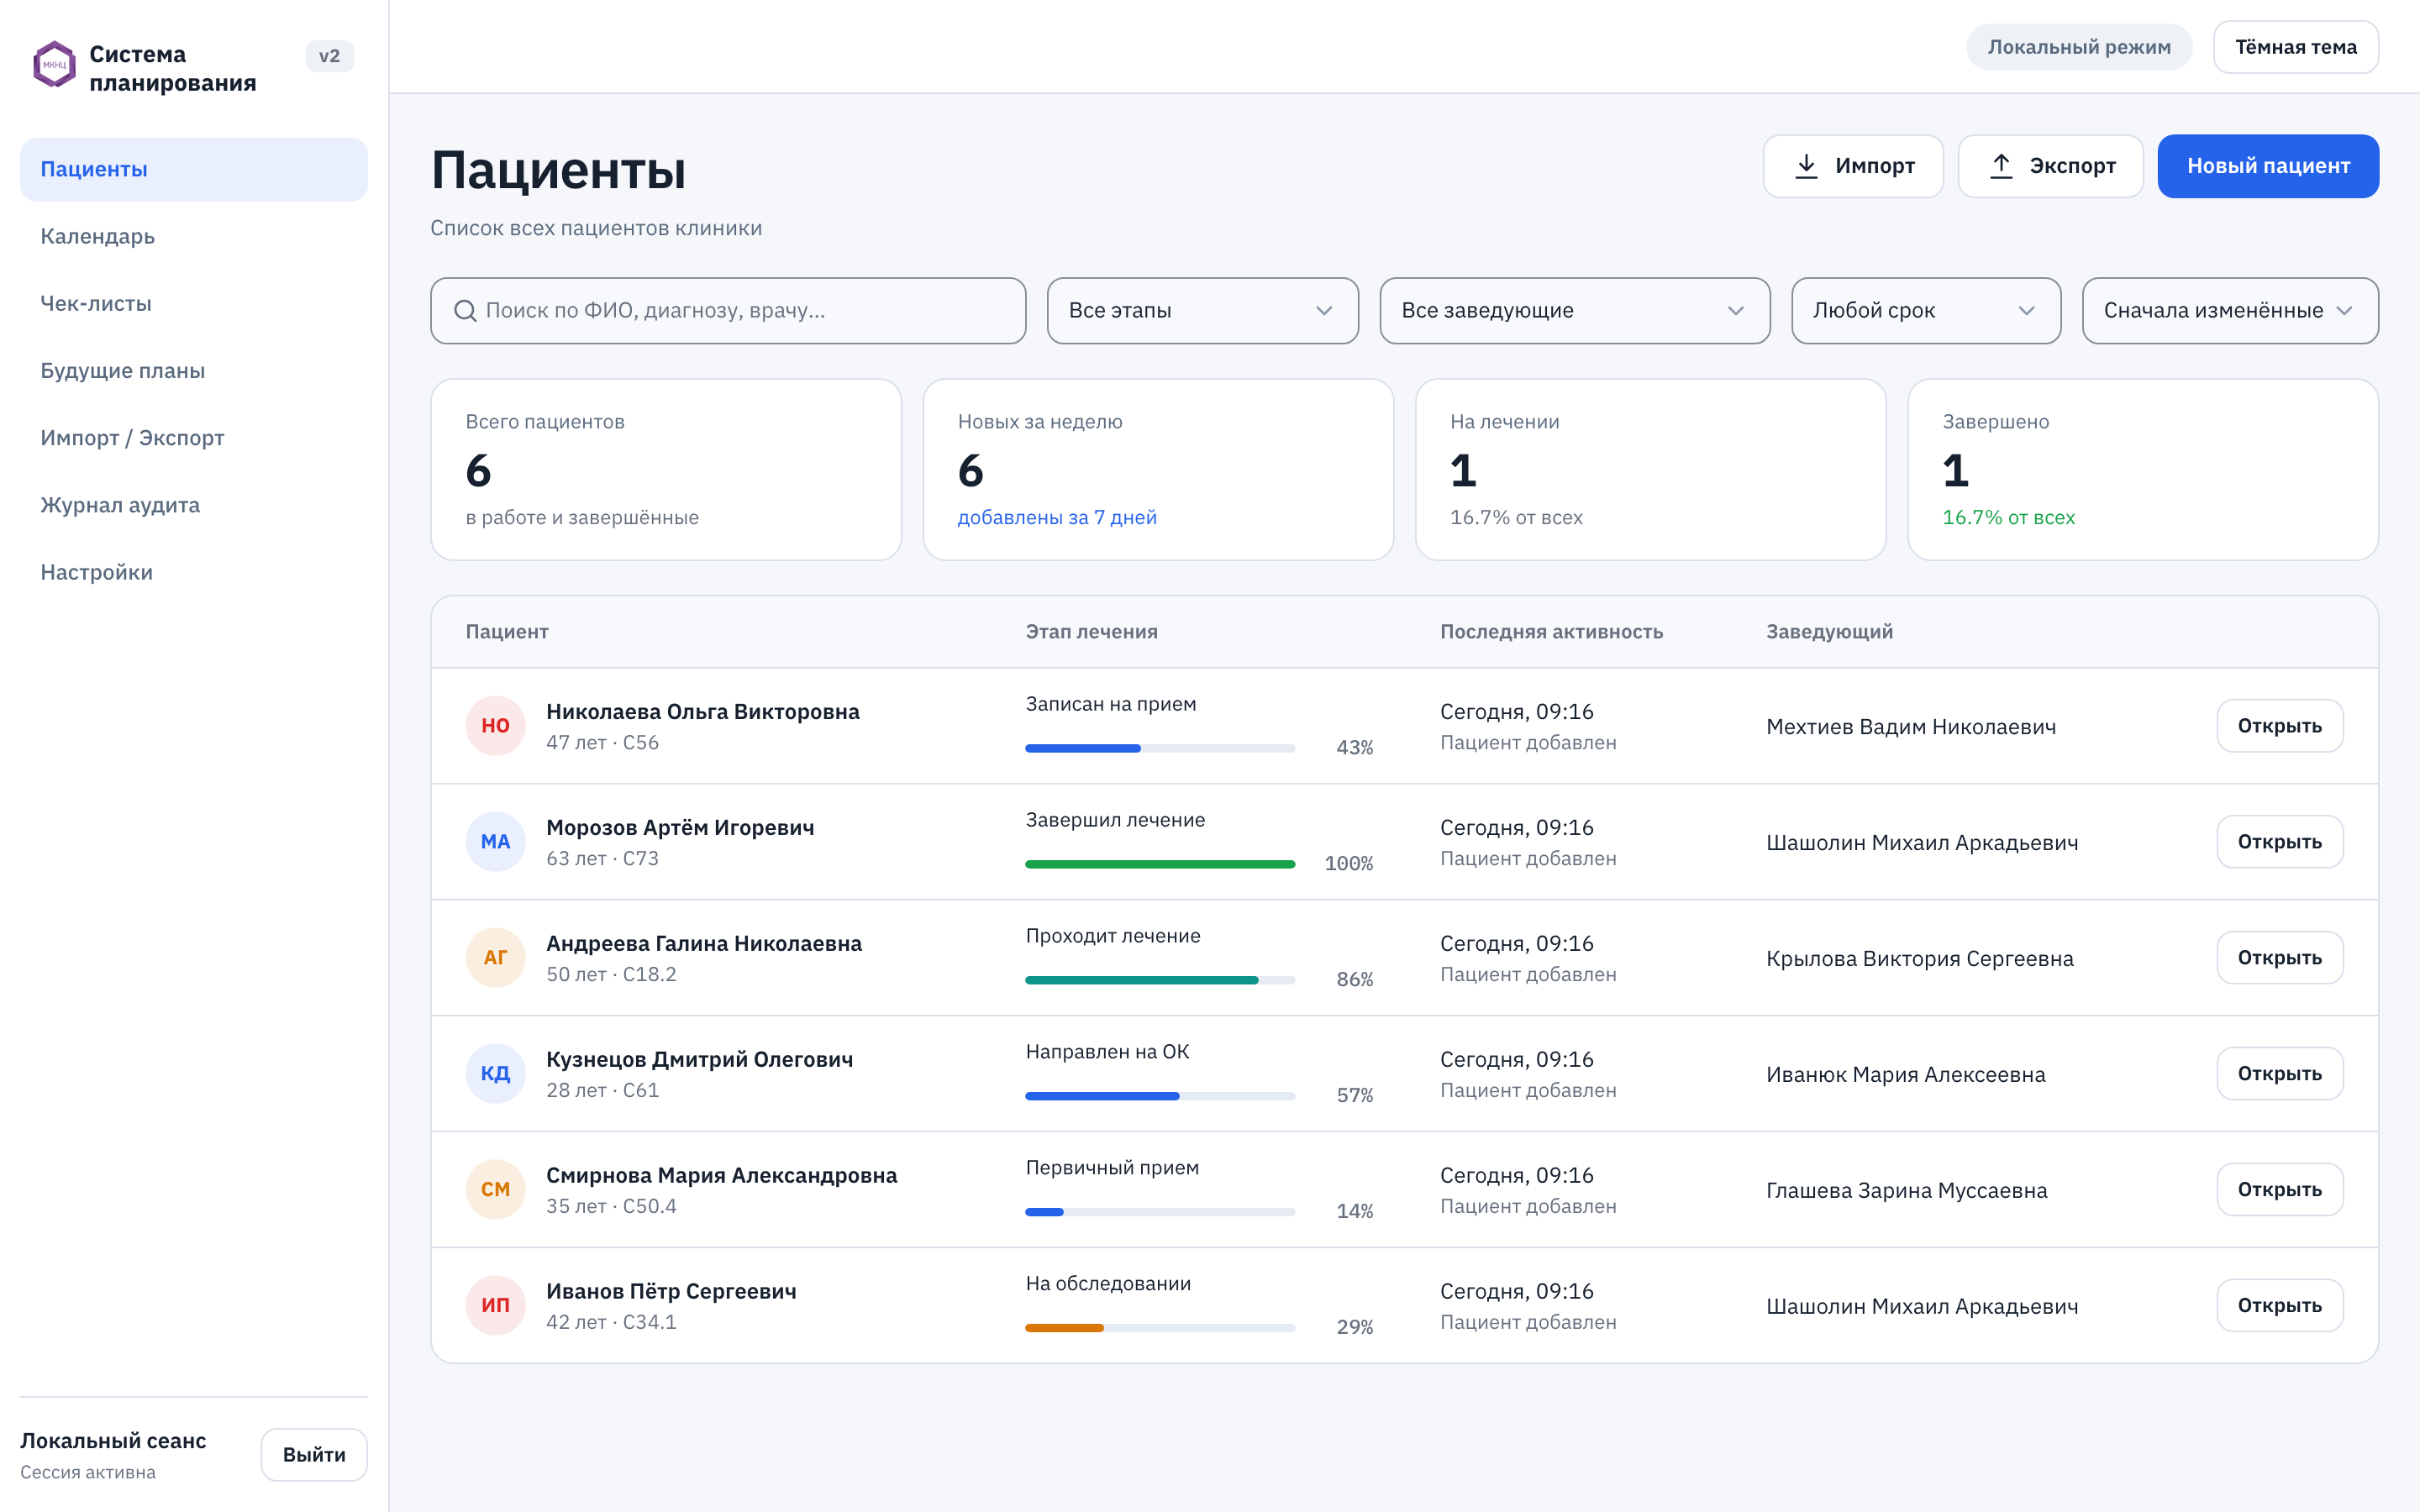 МКНЦ
Система
планирования
v2
Пациенты
Календарь
Чек-листы
Будущие планы
Импорт / Экспорт
Журнал аудита
Настройки
Локальный сеанс
Сессия активна
Выйти
Локальный режим
Тёмная тема
Пациенты
Список всех пациентов клиники
Импорт
Экспорт
Новый пациент
Поиск по ФИО, диагнозу, врачу...
Все этапы
Все заведующие
Любой срок
Сначала изменённые
Всего пациентов
6
в работе и завершённые
Новых за неделю
6
добавлены за 7 дней
На лечении
1
16.7% от всех
Завершено
1
16.7% от всех
Пациент Этап лечения Последняя активность Заведующий
НО
Николаева Ольга Викторовна
47 лет · C56
Записан на прием
43%
Сегодня, 09:16
Пациент добавлен
Мехтиев Вадим Николаевич
Открыть
МА
Морозов Артём Игоревич
63 лет · C73
Завершил лечение
100%
Сегодня, 09:16
Пациент добавлен
Шашолин Михаил Аркадьевич
Открыть
АГ
Андреева Галина Николаевна
50 лет · C18.2
Проходит лечение
86%
Сегодня, 09:16
Пациент добавлен
Крылова Виктория Сергеевна
Открыть
КД
Кузнецов Дмитрий Олегович
28 лет · C61
Направлен на ОК
57%
Сегодня, 09:16
Пациент добавлен
Иванюк Мария Алексеевна
Открыть
СМ
Смирнова Мария Александровна
35 лет · C50.4
Первичный прием
14%
Сегодня, 09:16
Пациент добавлен
Глашева Зарина Муссаевна
Открыть
ИП
Иванов Пётр Сергеевич
42 лет · C34.1
На обследовании
29%
Сегодня, 09:16
Пациент добавлен
Шашолин Михаил Аркадьевич
Открыть